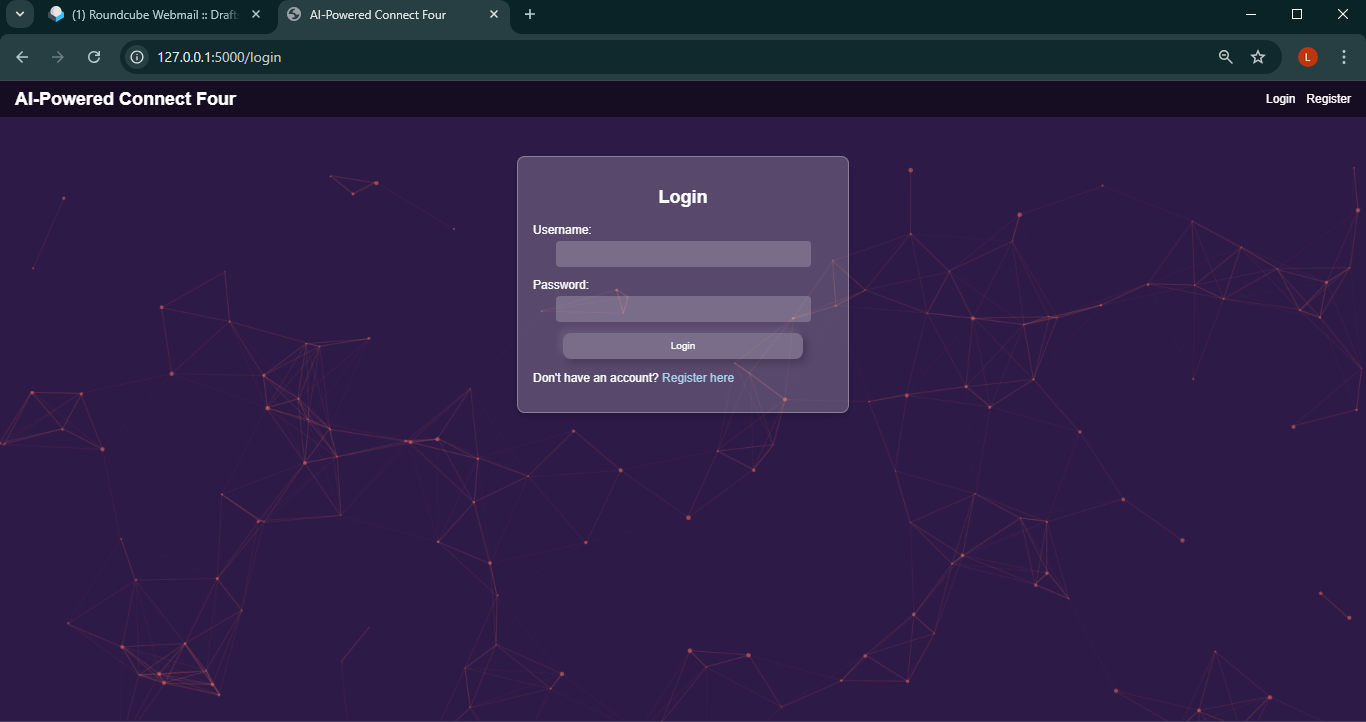 (1) Roundcube Webmail :: Draft
AI-Powered Connect Four
127.0.0.1:5000/login
L
AI-Powered Connect Four
Login Register
Login
Username:
Password:
Login
Don't have an account? Register here